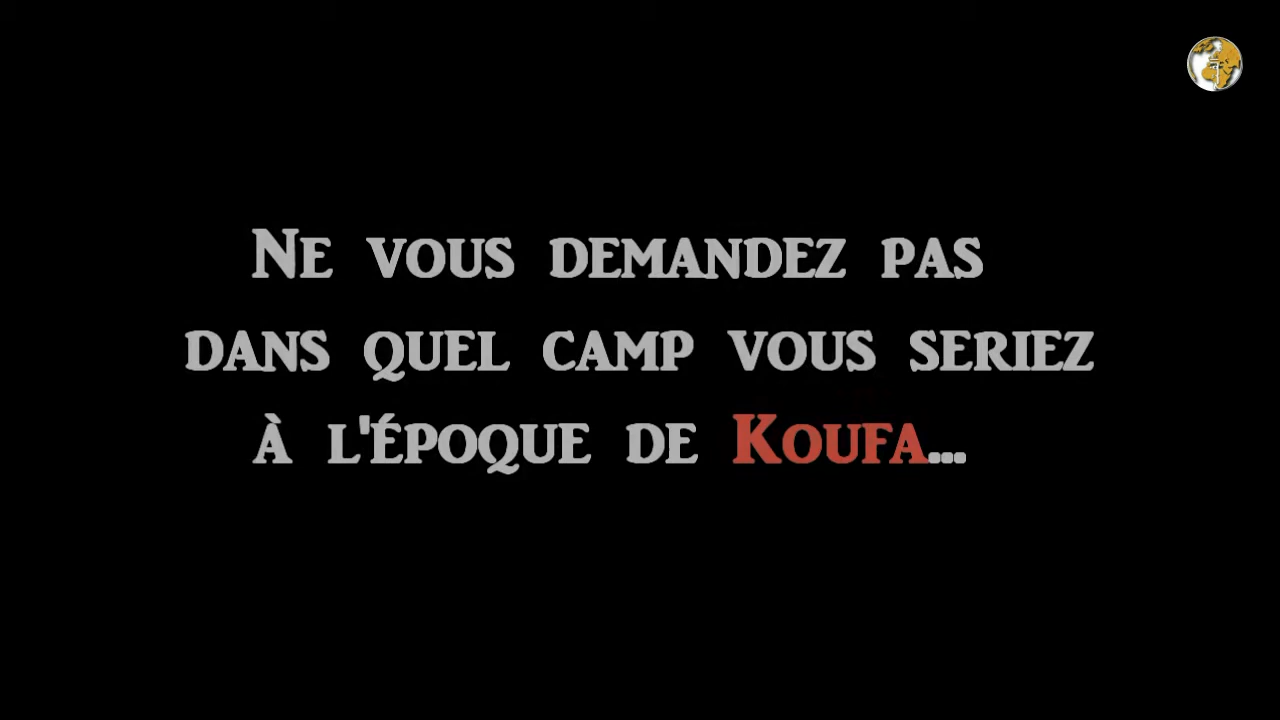 Ne vous demandez pas
dans quel camp vous seriez
à l'époque de Koufa...